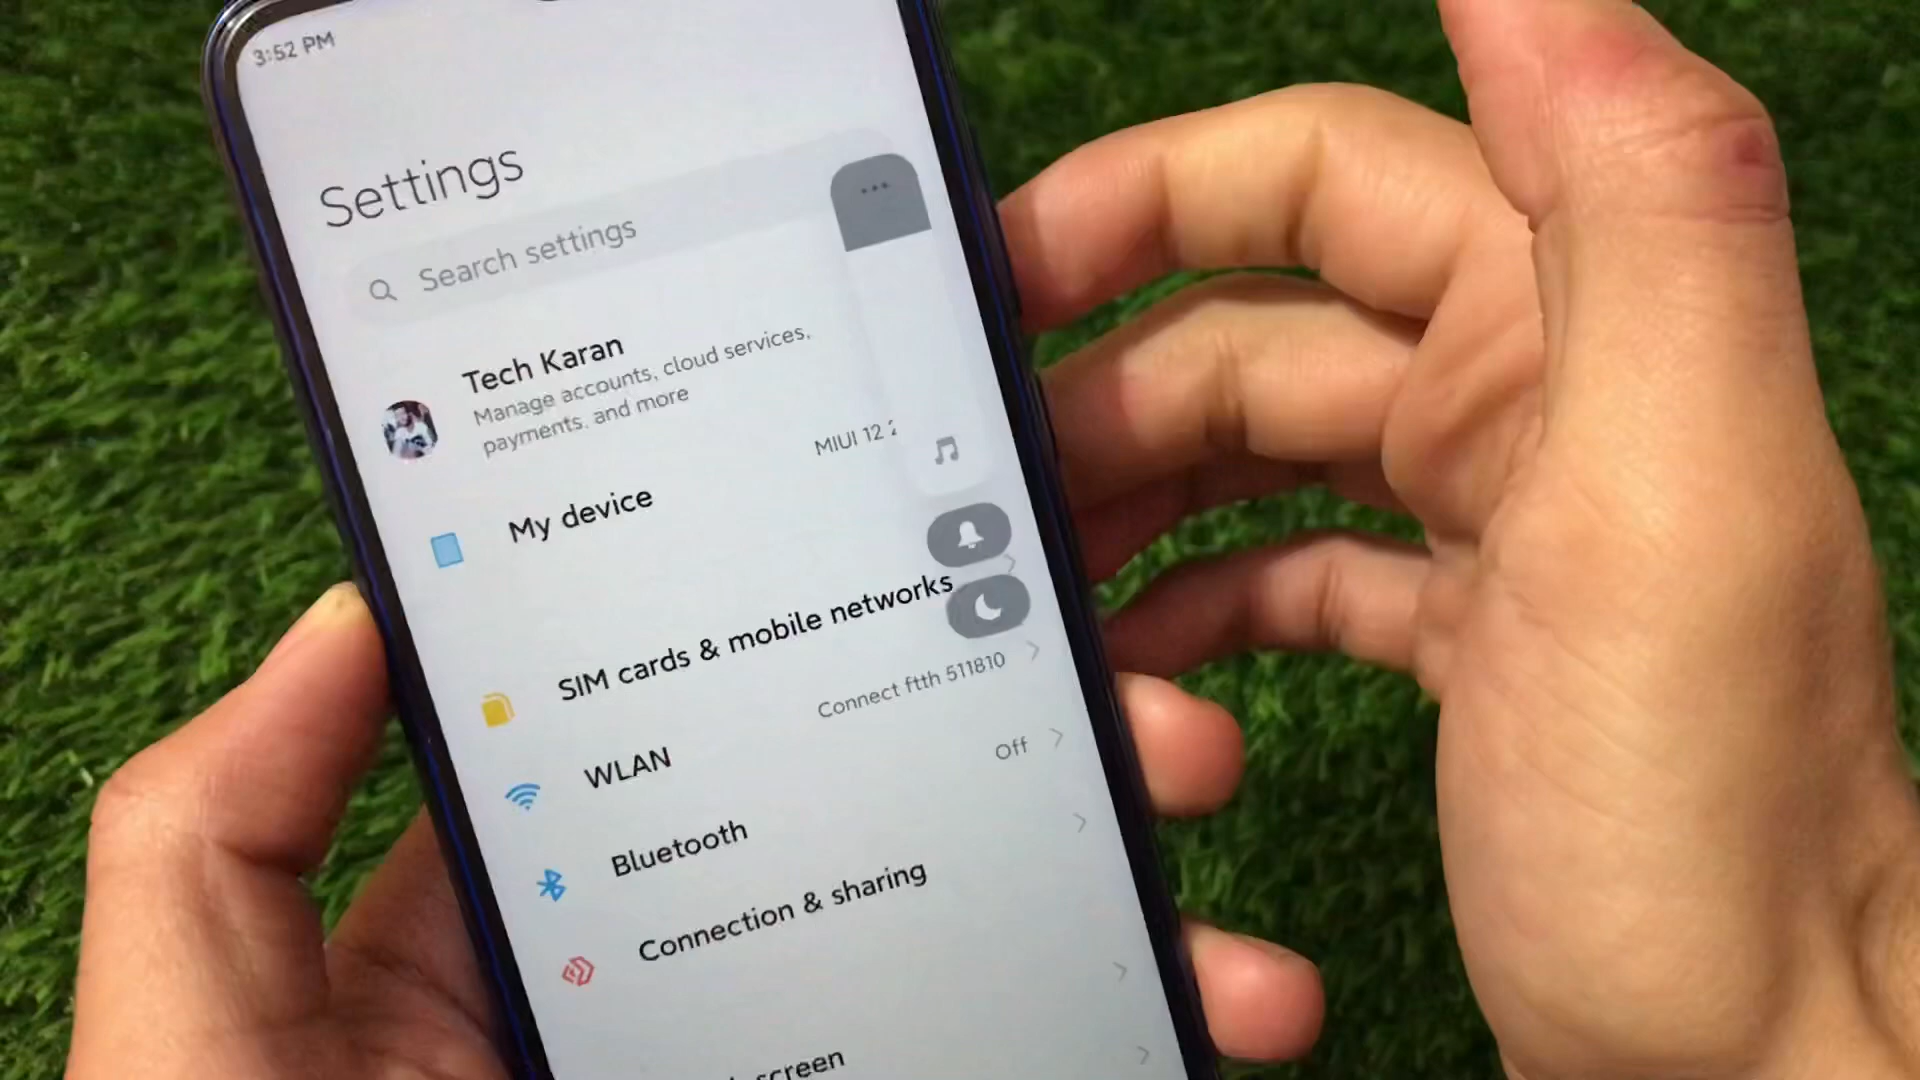 3:52 PM
Settings
Search settings
Tech Karan
Manage accounts, cloud services,
payments, and more
MIUI 12
My device
SIM cards & mobile networks
Connect ftth 511810
WLAN
Off
Bluetooth
Connection & sharing
screen